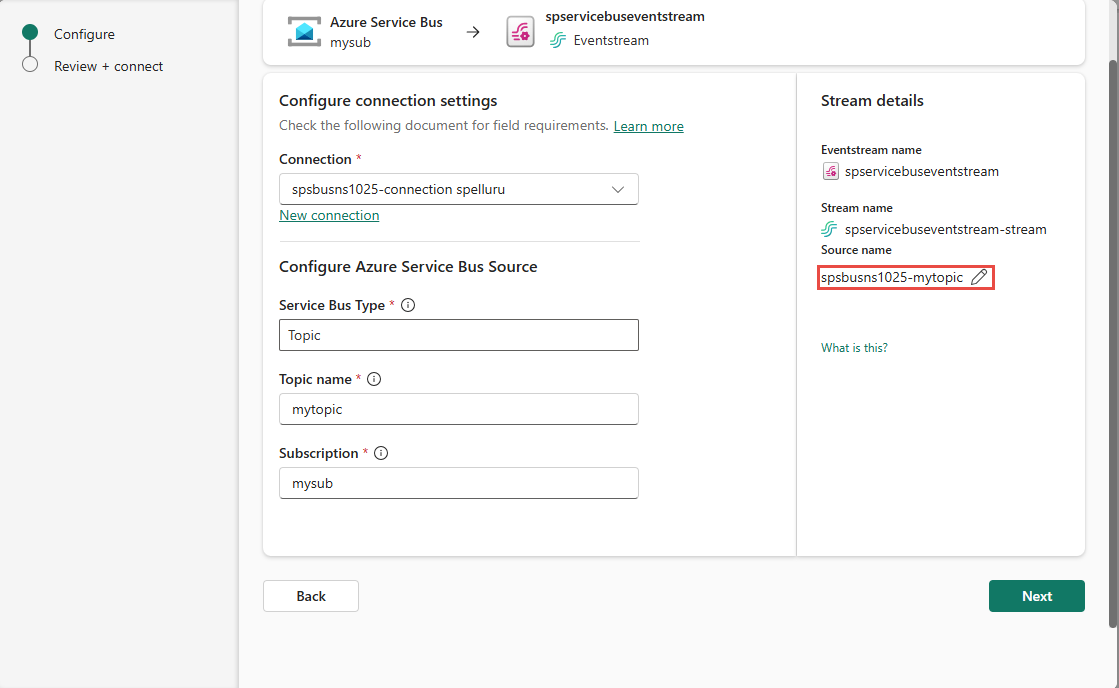 Configure
Review + connect
Azure Service Bus
mysub
spservicebuseventstream
Eventstream
Configure connection settings
Check the following document for field requirements. Learn more
Connection *
spsbusns1025-connection spelluru
New connection
Configure Azure Service Bus Source
Service Bus Type *
Topic
Topic name *
mytopic
Subscription *
mysub
Stream details
Eventstream name
spservicebuseventstream
Stream name
spservicebuseventstream-stream
Source name
spsbusns1025-mytopic
What is this?
Back
Next